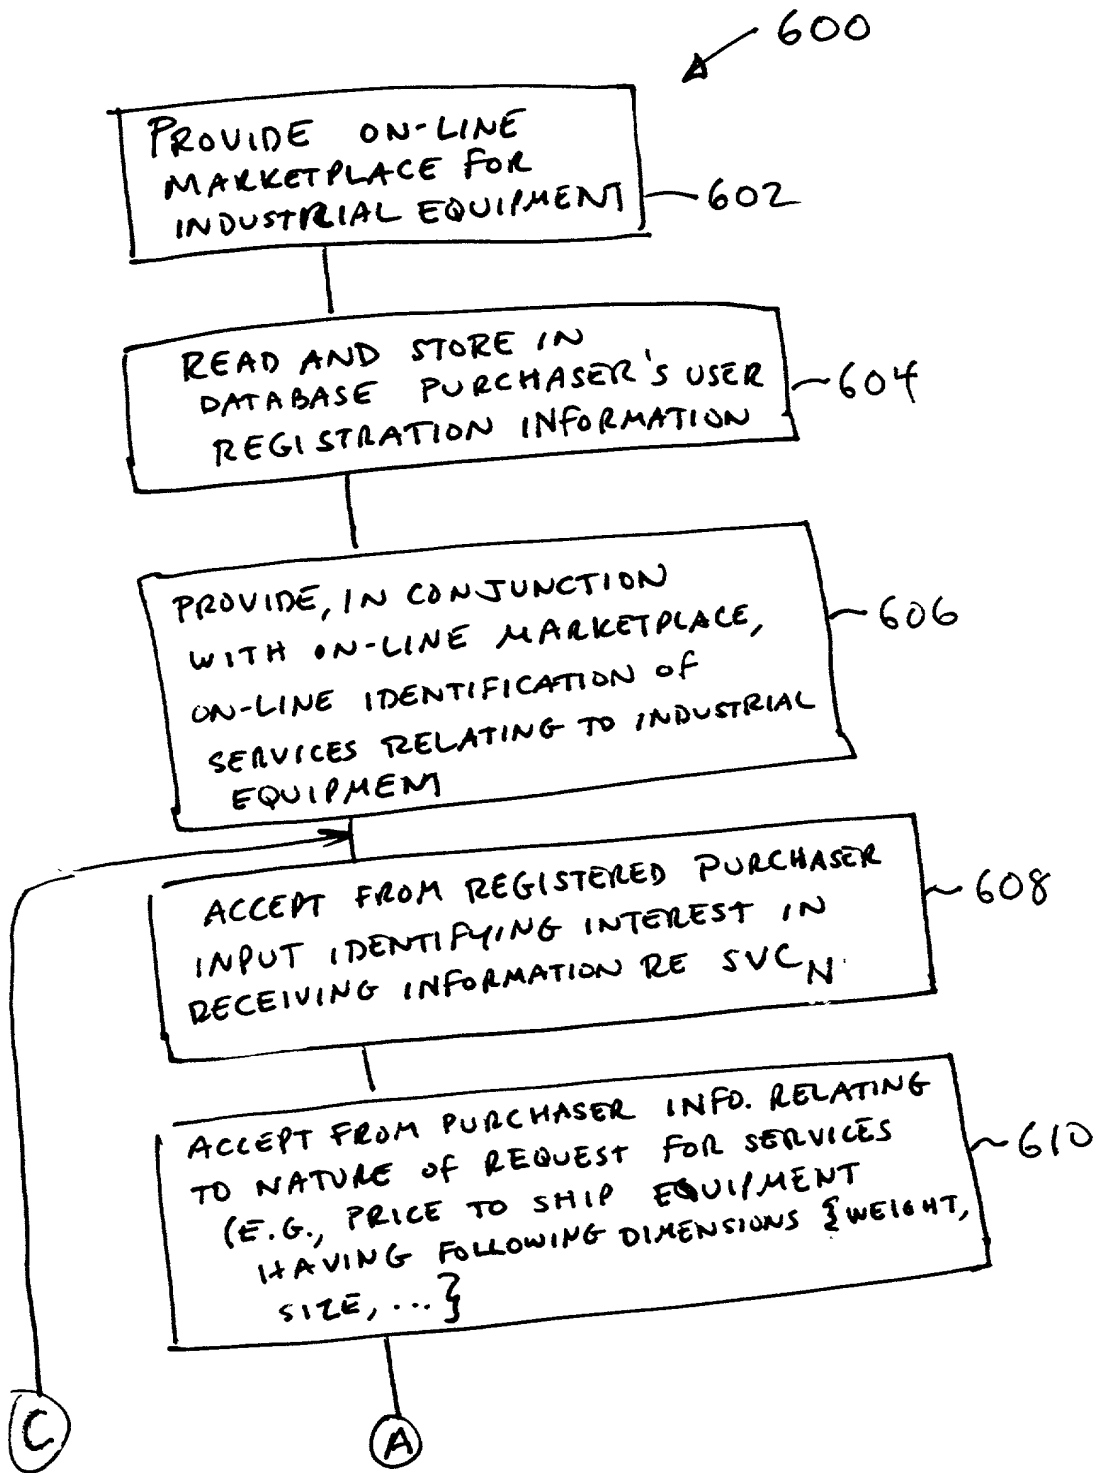 600
PROVIDE ON-LINE
MARKETPLACE FOR
INDUSTRIAL EQUIPMENT
602
READ AND STORE IN
DATABASE PURCHASER'S USER
REGISTRATION INFORMATION
604
PROVIDE, IN CONJUNCTION
WITH ON-LINE MARKETPLACE,
ON-LINE IDENTIFICATION OF
SERVICES RELATING TO INDUSTRIAL
EQUIPMENT
606
ACCEPT FROM REGISTERED PURCHASER
INPUT IDENTIFYING INTEREST IN
RECEIVING INFORMATION RE SVC_N
608
ACCEPT FROM PURCHASER INFO. RELATING
TO NATURE OF REQUEST FOR SERVICES
(E.G., PRICE TO SHIP EQUIPMENT
HAVING FOLLOWING DIMENSIONS {WEIGHT,
SIZE, ...}
610
C
A